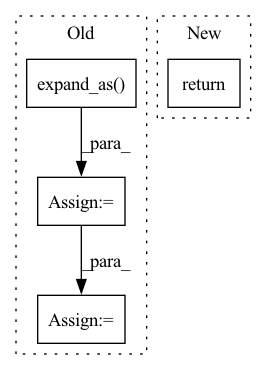 Old
New
expand_as()
return
_para_
Assign:=
_para_
Assign:=